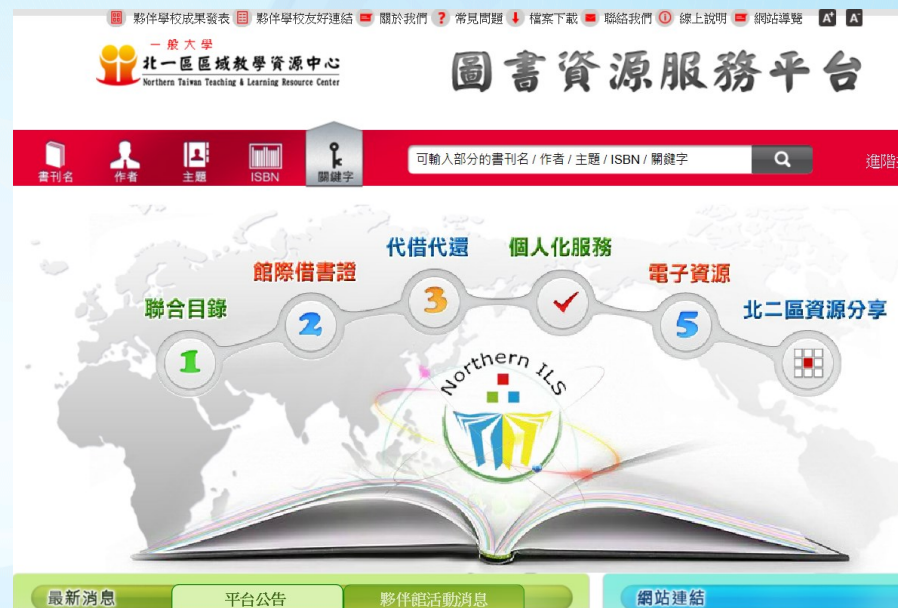 夥伴學校成果發表 夥伴學校友好連結 關於我們 ? 常見問題 檔案下載 聯絡我們 線上說明 網站導覽 A+ A-
一般大學
北一區區域教學資源中心
Northern Taiwan Teaching & Learning Resource Center
圖書資源服務平台
書刊名 作者 主題 ISBN 關鍵字
可輸入部分的書刊名 / 作者 / 主題 / ISBN / 關鍵字
進階
代借代還 個人化服務
館際借書證 電子資源
聯合目錄 北二區資源分享
1 2 3 5
Northern ILS
最新消息 平台公告 夥伴館活動消息 網站連結